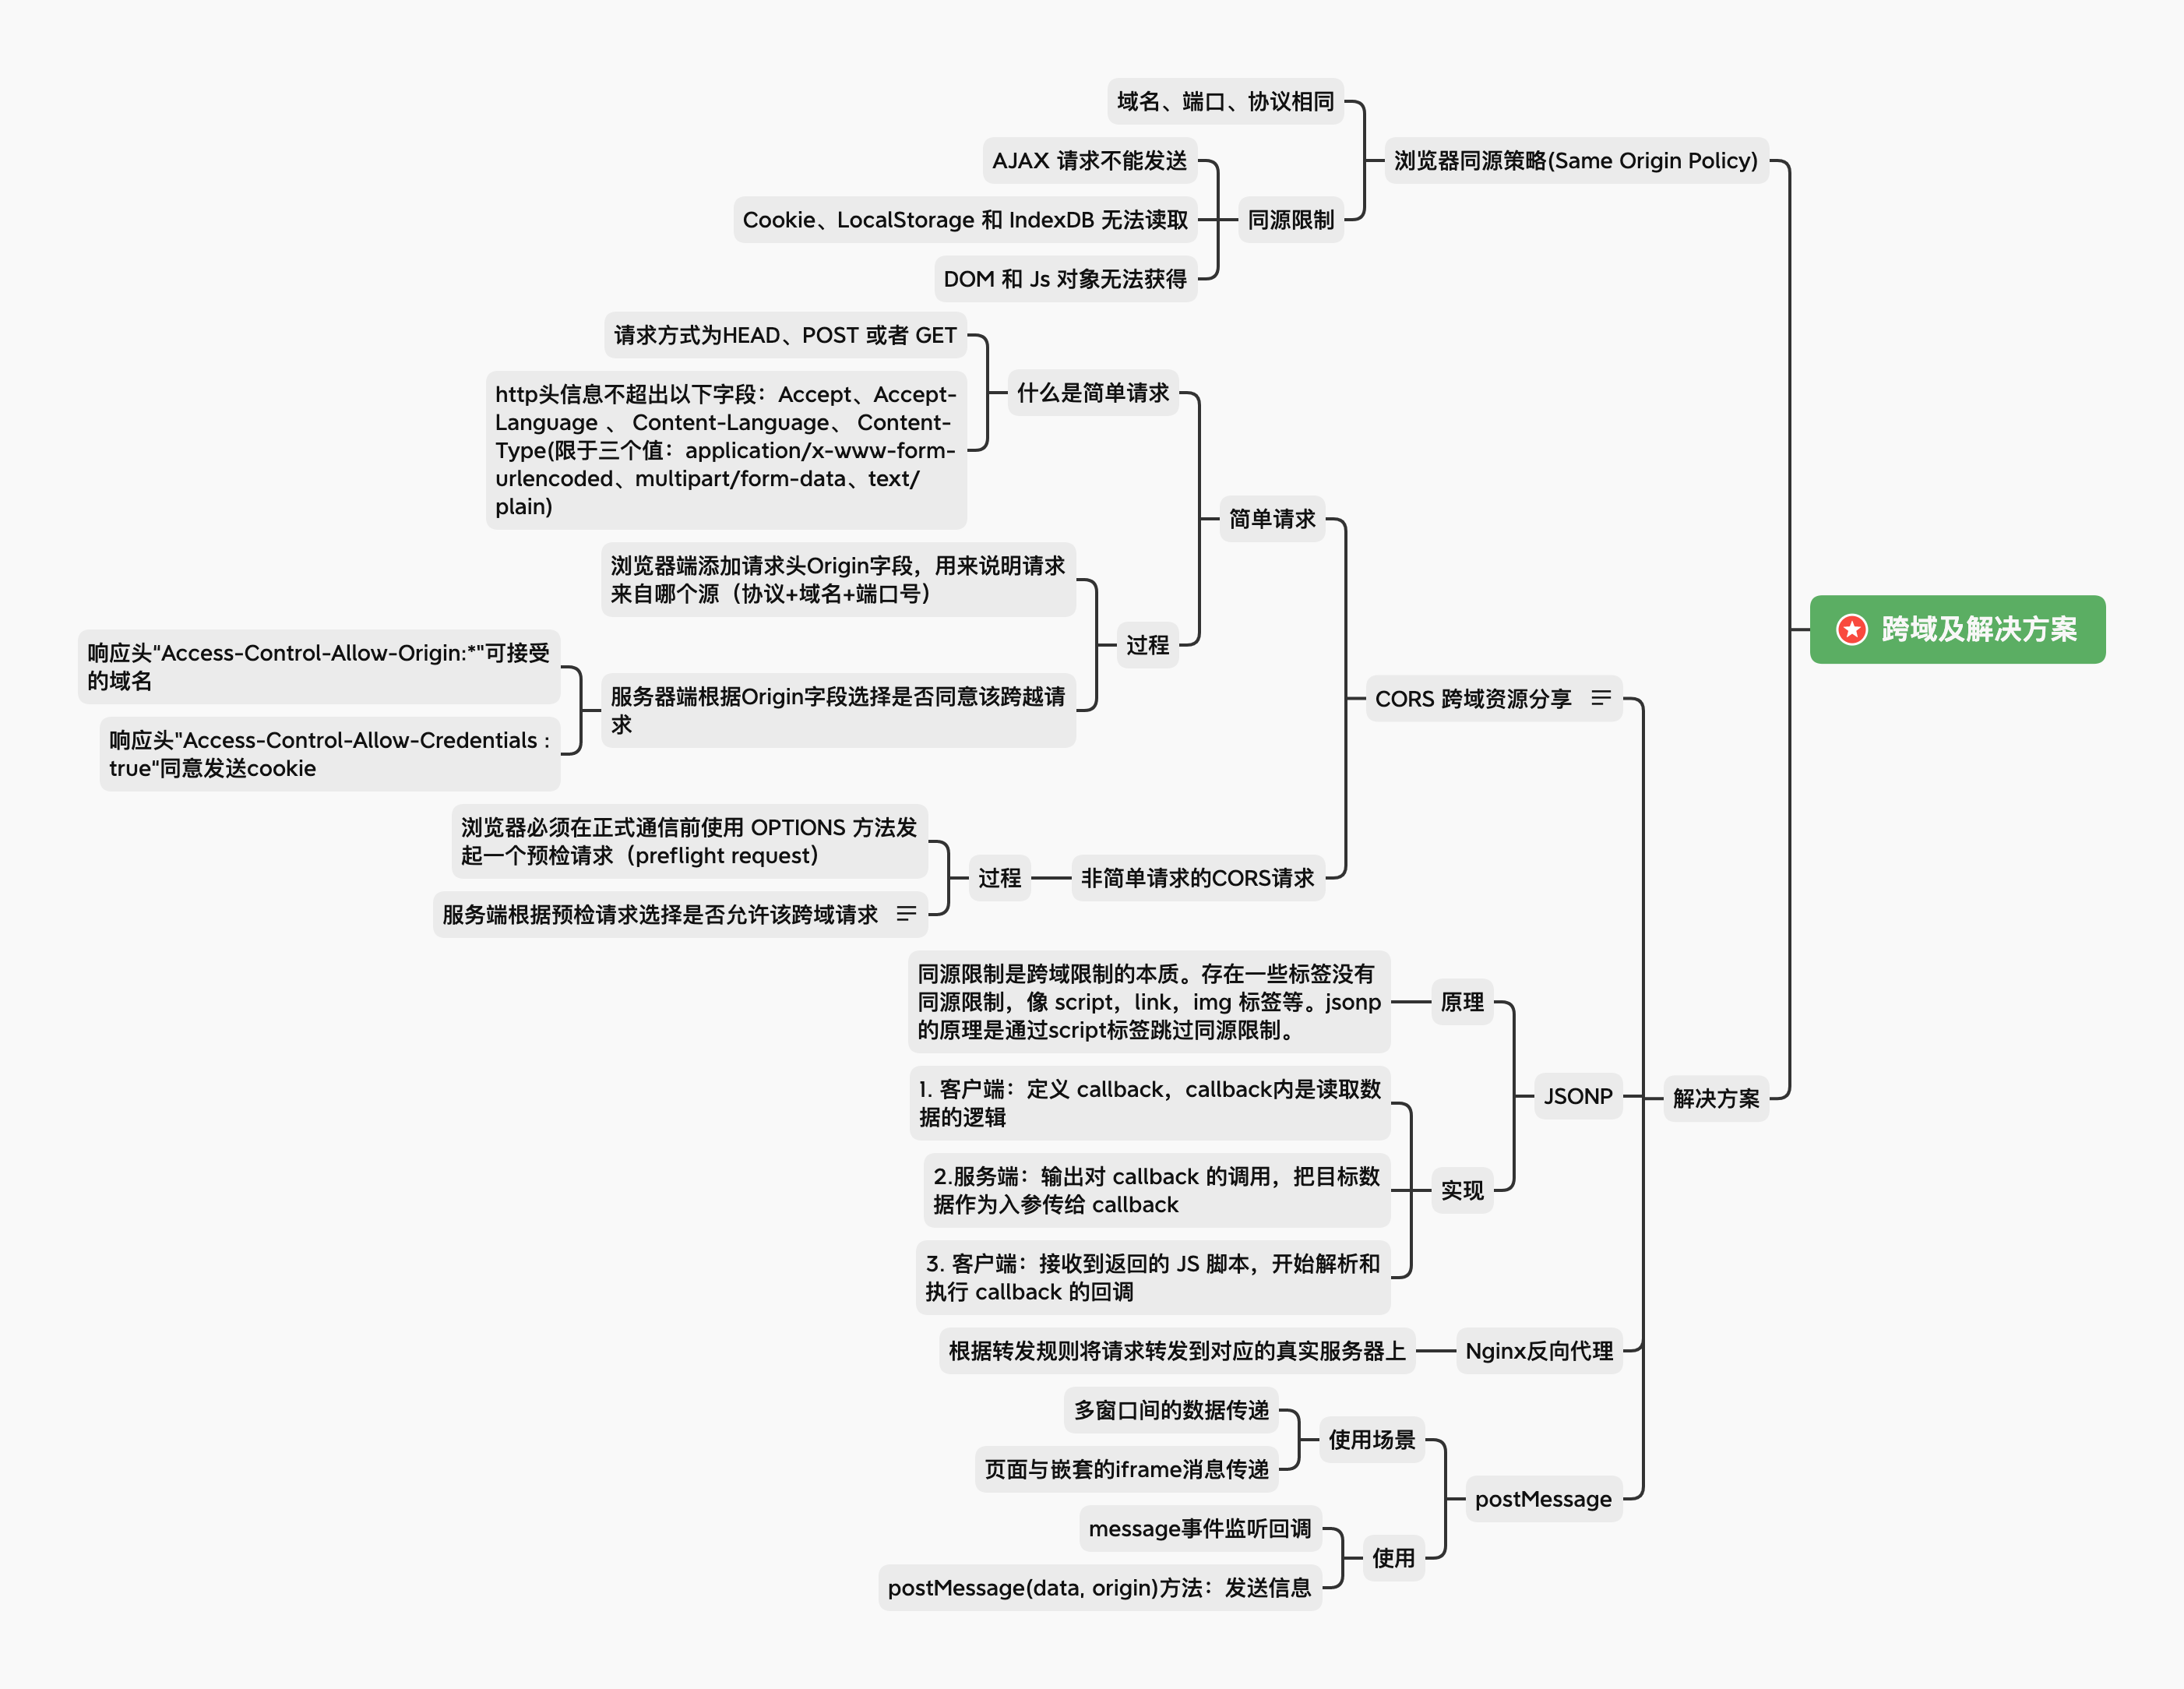 域名、端口、协议相同
AJAX 请求不能发送
浏览器同源策略(Same Origin Policy)
Cookie、LocalStorage 和 IndexDB 无法读取
同源限制
DOM 和 Js 对象无法获得
请求方式为HEAD、POST 或者 GET
什么是简单请求
http头信息不超出以下字段：Accept、Accept-
Language 、 Content-Language、 Content-
Type(限于三个值：application/x-www-form-
urlencoded、multipart/form-data、text/
plain)
简单请求
浏览器端添加请求头Origin字段，用来说明请求
来自哪个源（协议+域名+端口号）
过程
跨域及解决方案
响应头"Access-Control-Allow-Origin:*"可接受
的域名
服务器端根据Origin字段选择是否同意该跨越请
求
响应头"Access-Control-Allow-Credentials :
true"同意发送cookie
CORS 跨域资源分享
浏览器必须在正式通信前使用 OPTIONS 方法发
起一个预检请求（preflight request）
过程
非简单请求的CORS请求
服务端根据预检请求选择是否允许该跨域请求
同源限制是跨域限制的本质。存在一些标签没有
同源限制，像 script，link，img 标签等。jsonp
的原理是通过script标签跳过同源限制。
原理
1. 客户端：定义 callback，callback内是读取数
据的逻辑
JSONP
解决方案
2.服务端：输出对 callback 的调用，把目标数
据作为入参传给 callback
实现
3. 客户端：接收到返回的 JS 脚本，开始解析和
执行 callback 的回调
根据转发规则将请求转发到对应的真实服务器上
Nginx反向代理
多窗口间的数据传递
使用场景
页面与嵌套的iframe消息传递
postMessage
message事件监听回调
使用
postMessage(data, origin)方法：发送信息